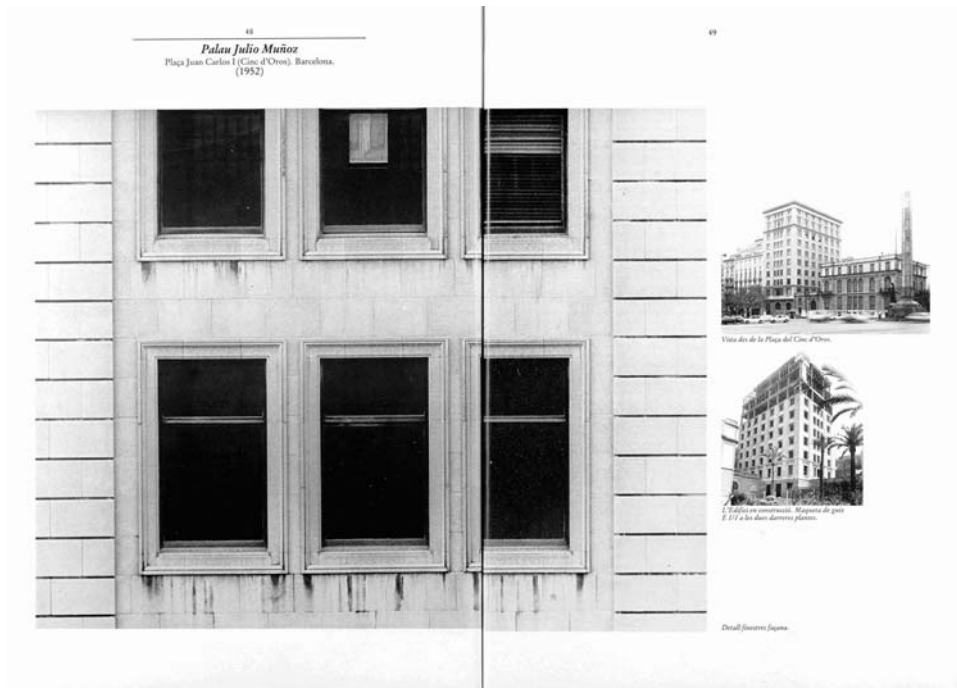 48
Palau Julio Muñoz
Plaça Juan Carlos I (Cinc d'Oros). Barcelona.
(1952)
49
Vista des de la Plaça del Cinc d'Oros.
L'Edifici en construcció. Maqueta de guix
E 1/1 a les dues darreres plantes.
Detall finestres façana.